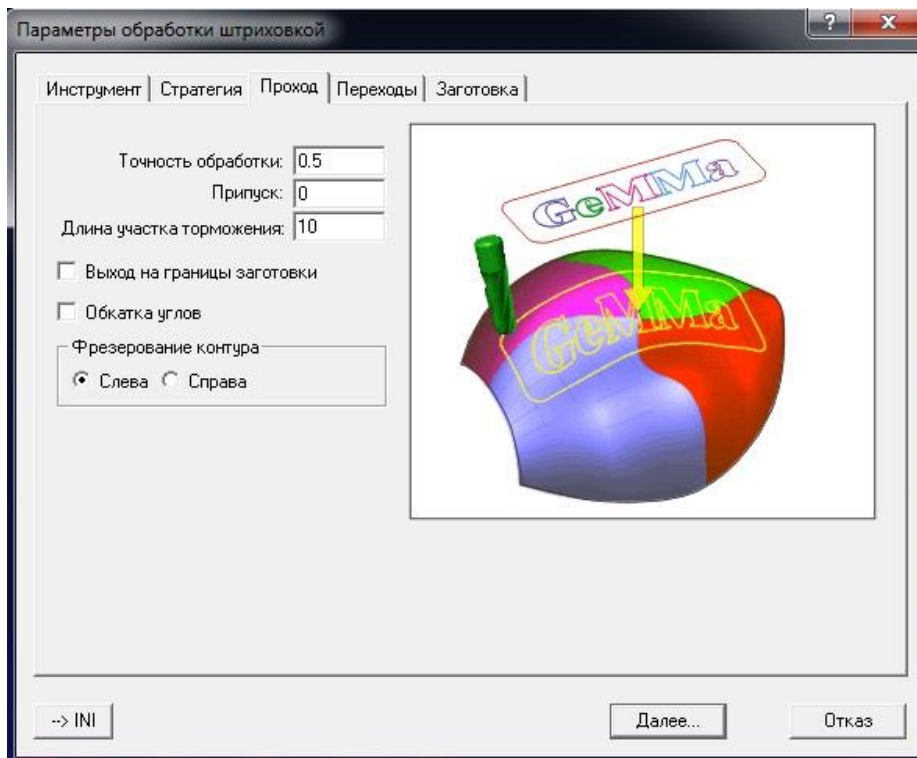 Параметры обработки штриховкой
?
X
Инструмент Стратегия Проход Переходы Заготовка
Точность обработки: 0.5
Припуск: 0
Длина участка торможения: 10
Выход на границы заготовки
Обкатка углов
Фрезерование контура
Слева Справа
GeMMa
GeMMa
--> INI
Далее...
Отказ